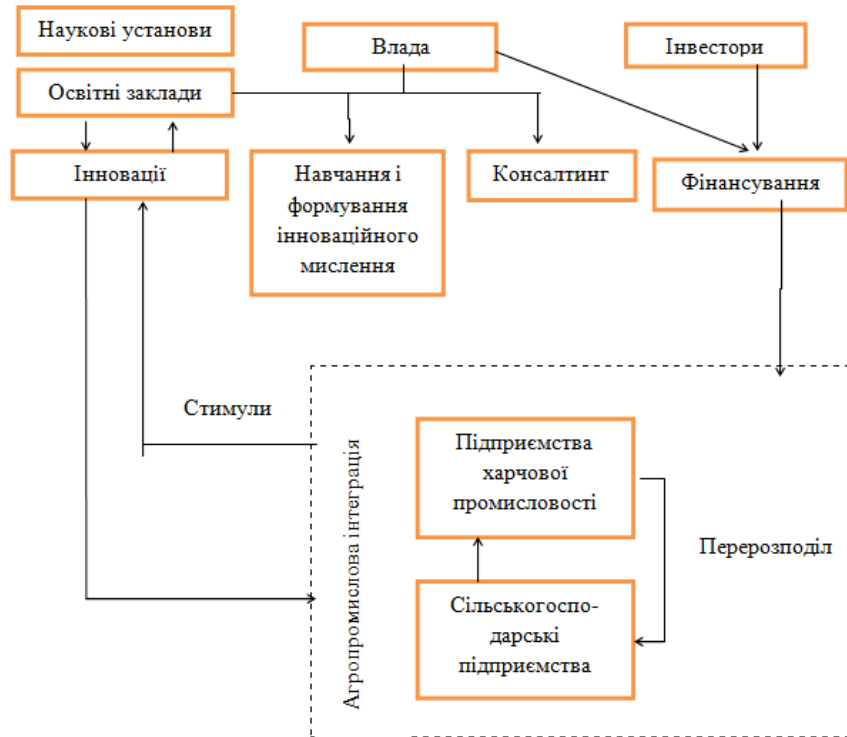 Наукові установи
Влада
Інвестори
Освітні заклади
Інновації
Навчання і
формування
інноваційного
мислення
Консалтинг
Фінансування
Стимули
Агропромислова інтеграція
Підприємства
харчової
промисловості
Перерозподіл
Сільськогоспо-
дарські
підприємства